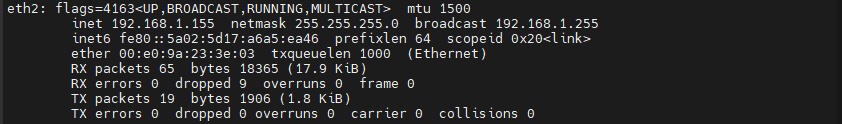 eth2: flags=4163<UP,BROADCAST,RUNNING,MULTICAST>  mtu 1500
inet 192.168.1.155  netmask 255.255.255.0  broadcast 192.168.1.255
inet6 fe80::5a02:5d17:a6a5:ea46  prefixlen 64  scopeid 0x20<link>
ether 00:e0:9a:23:3e:03  txqueuelen 1000  (Ethernet)
RX packets 65  bytes 18365 (17.9 KiB)
RX errors 0  dropped 9  overruns 0  frame 0
TX packets 19  bytes 1906 (1.8 KiB)
TX errors 0  dropped 0 overruns 0  carrier 0  collisions 0